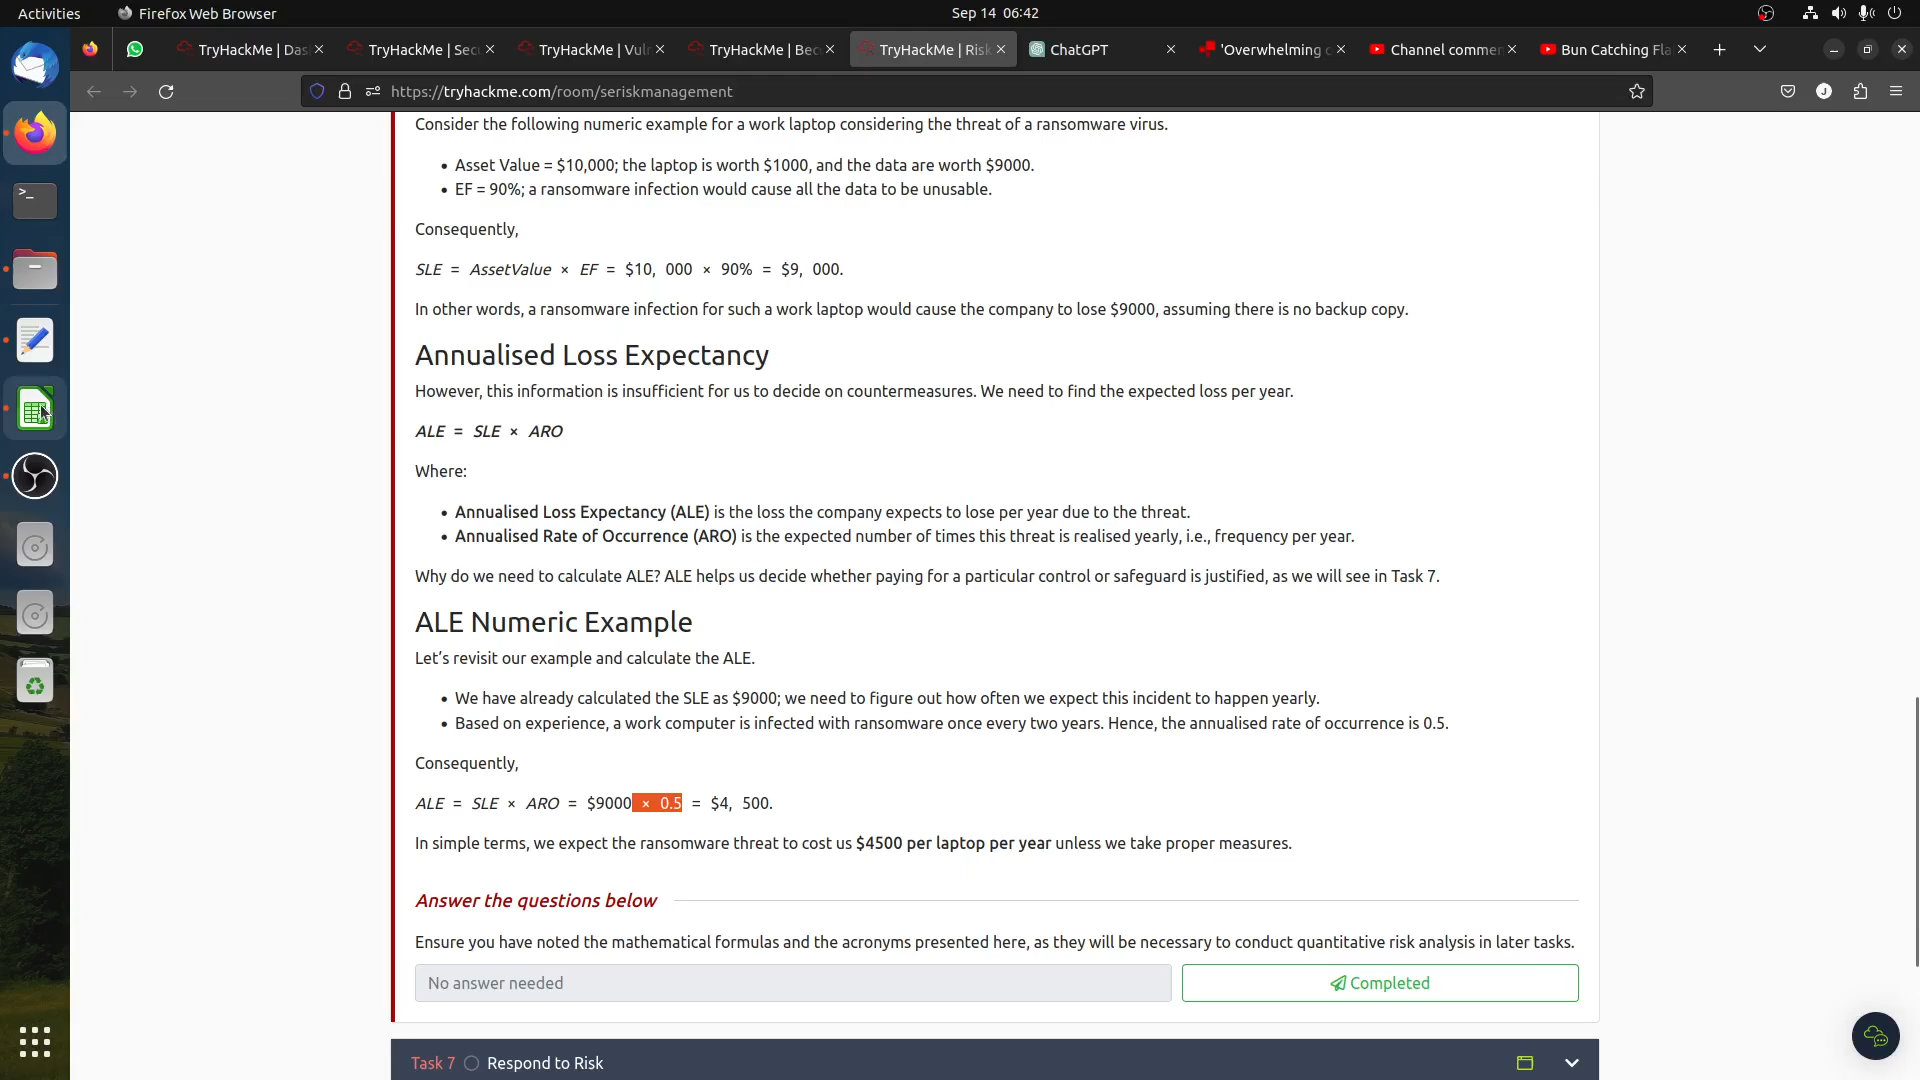 Activities
Firefox Web Browser
Sep 14 06:42
TryHackMe | Das
TryHackMe | Sec
TryHackMe | Vul
TryHackMe | Bec
TryHackMe | Risk
ChatGPT
'Overwhelming c
Channel commen
Bun Catching Fla
https://tryhackme.com/room/seriskmanagement
J
Consider the following numeric example for a work laptop considering the threat of a ransomware virus.
• Asset Value = $10,000; the laptop is worth $1000, and the data are worth $9000.
• EF = 90%; a ransomware infection would cause all the data to be unusable.
Consequently,
SLE = AssetValue × EF = $10, 000 × 90% = $9, 000.
In other words, a ransomware infection for such a work laptop would cause the company to lose $9000, assuming there is no backup copy.
Annualised Loss Expectancy
However, this information is insufficient for us to decide on countermeasures. We need to find the expected loss per year.
ALE = SLE × ARO
Where:
• Annualised Loss Expectancy (ALE) is the loss the company expects to lose per year due to the threat.
• Annualised Rate of Occurrence (ARO) is the expected number of times this threat is realised yearly, i.e., frequency per year.
Why do we need to calculate ALE? ALE helps us decide whether paying for a particular control or safeguard is justified, as we will see in Task 7.
ALE Numeric Example
Let's revisit our example and calculate the ALE.
• We have already calculated the SLE as $9000; we need to figure out how often we expect this incident to happen yearly.
• Based on experience, a work computer is infected with ransomware once every two years. Hence, the annualised rate of occurrence is 0.5.
Consequently,
ALE = SLE × ARO = $9000 × 0.5 = $4, 500.
In simple terms, we expect the ransomware threat to cost us $4500 per laptop per year unless we take proper measures.
Answer the questions below
Ensure you have noted the mathematical formulas and the acronyms presented here, as they will be necessary to conduct quantitative risk analysis in later tasks.
No answer needed
Completed
Task 7 Respond to Risk